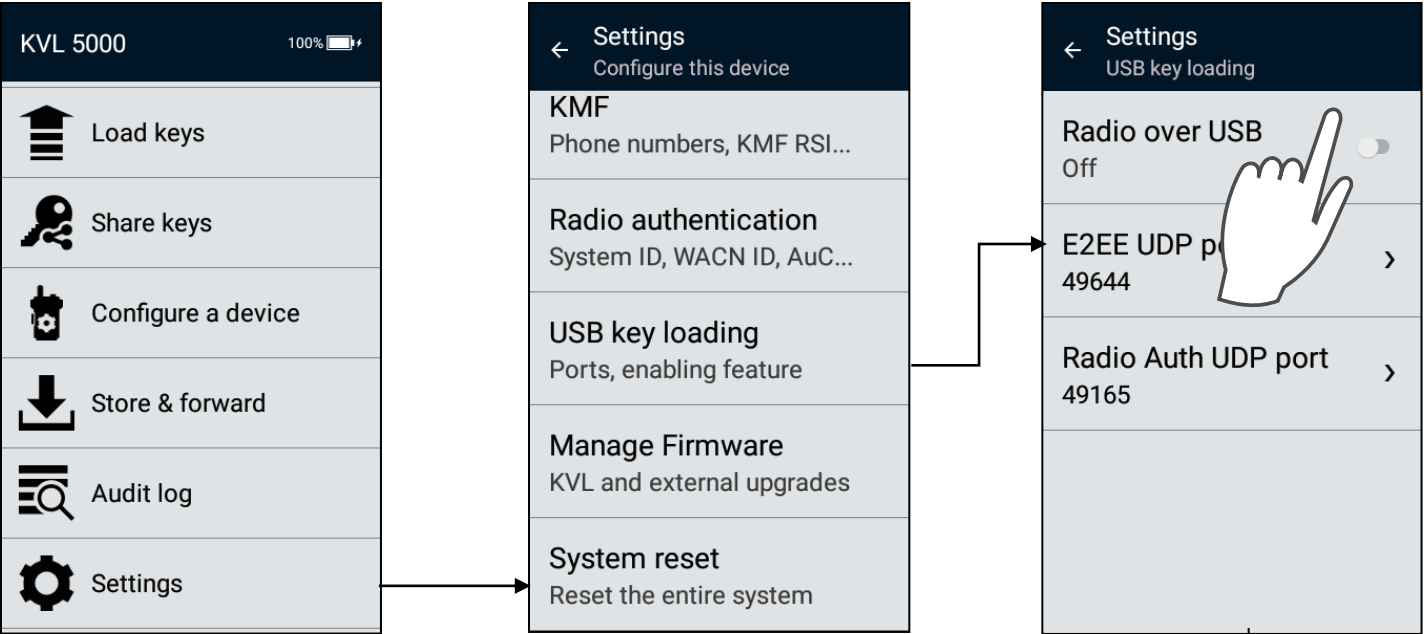 KVL 5000
100%
Load keys
Share keys
Configure a device
Store & forward
Audit log
Settings
Settings
Configure this device
KMF
Phone numbers, KMF RSI...
Radio authentication
System ID, WACN ID, AuC...
USB key loading
Ports, enabling feature
Manage Firmware
KVL and external upgrades
System reset
Reset the entire system
Settings
USB key loading
Radio over USB
Off
E2EE UDP
49644
Radio Auth UDP port
49165